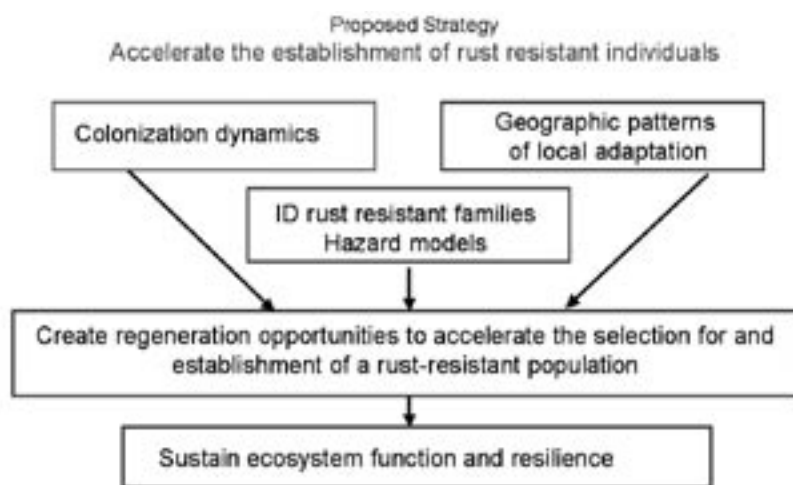 Proposed Strategy
Accelerate the establishment of rust resistant individuals
Colonization dynamics
Geographic patterns
of local adaptation
ID rust resistant families
Hazard models
Create regeneration opportunities to accelerate the selection for and
establishment of a rust-resistant population
Sustain ecosystem function and resilience